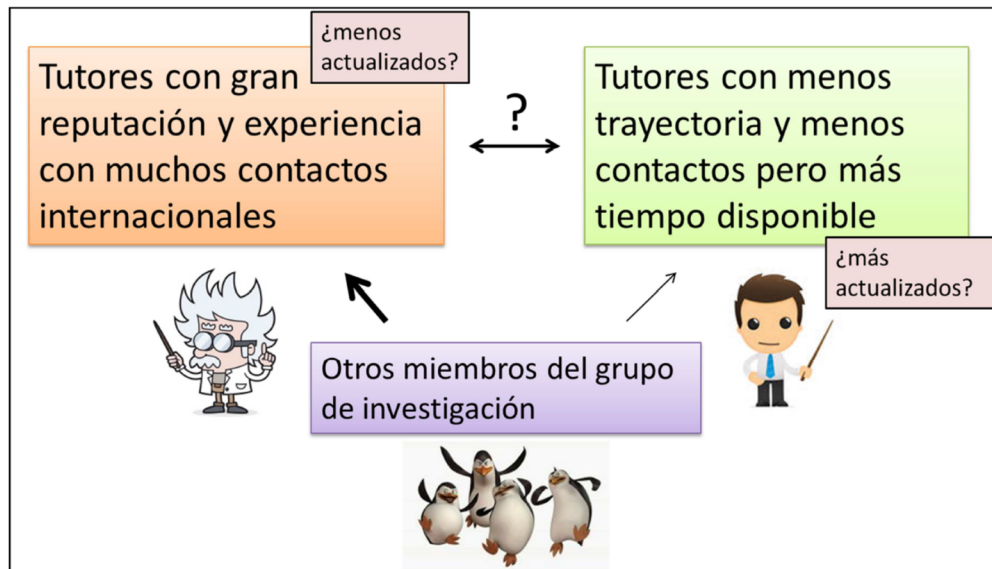 ¿menos
actualizados?
Tutores con gran
reputación y experiencia
con muchos contactos
internacionales
?
Tutores con menos
trayectoria y menos
contactos pero más
tiempo disponible
¿más
actualizados?
Otros miembros del grupo
de investigación